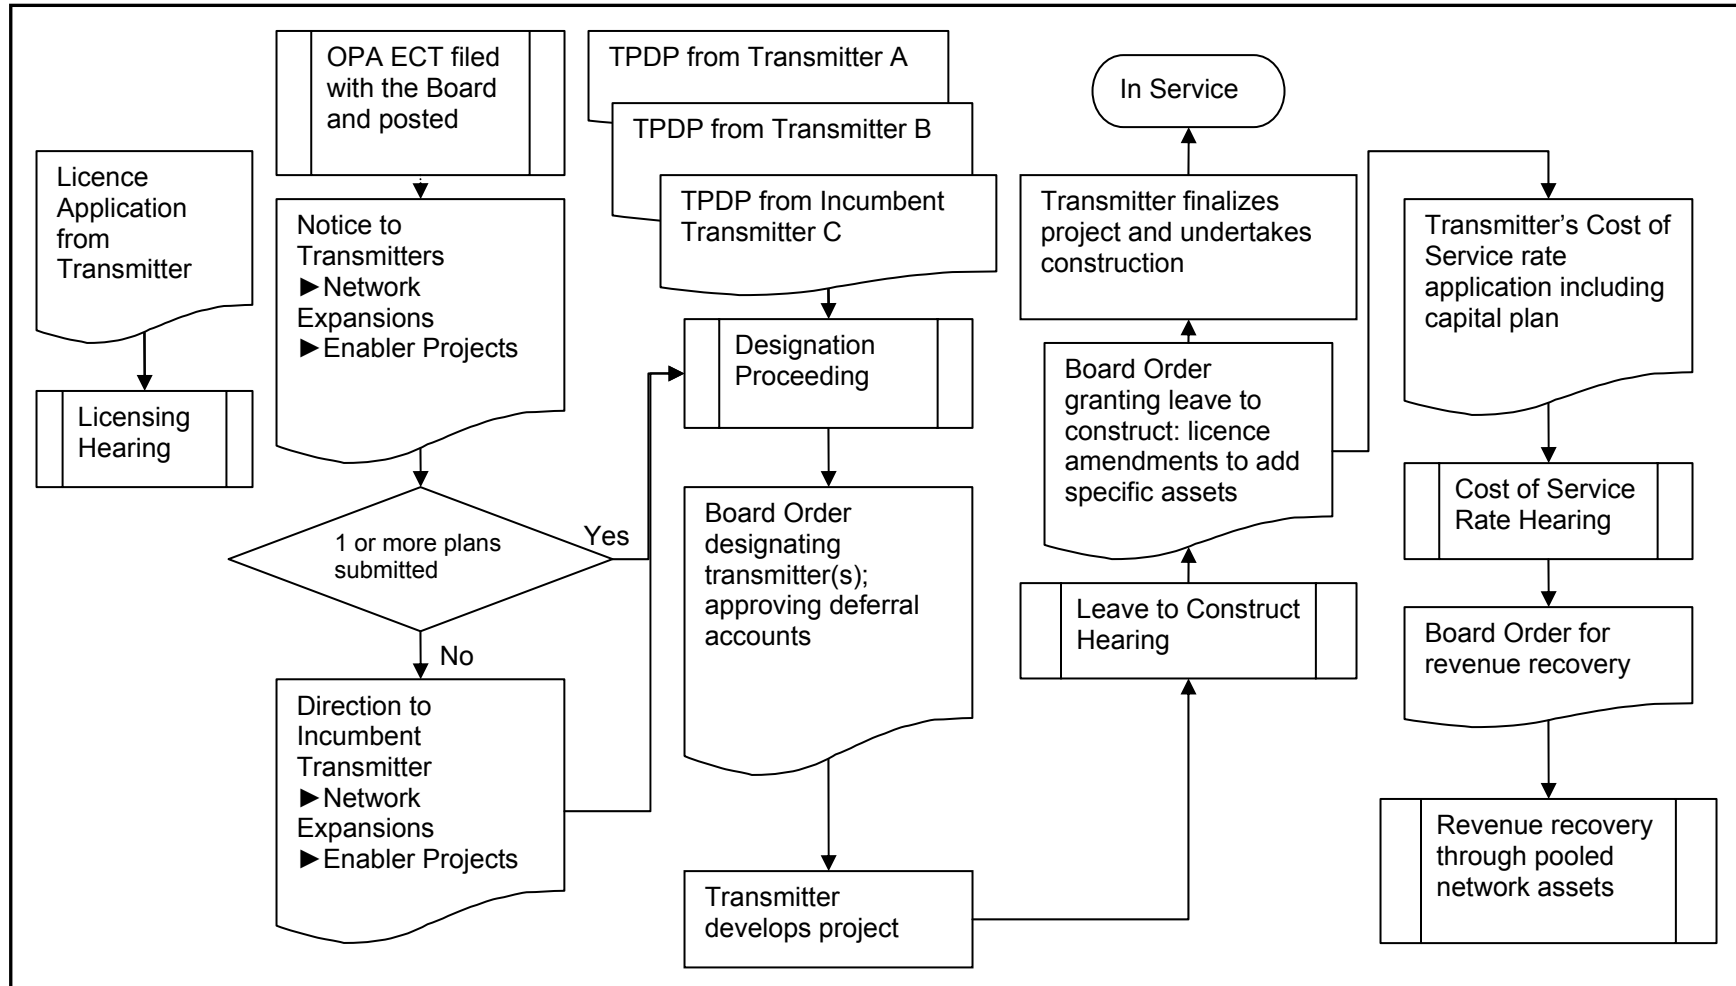 Licence
Application
from
Transmitter
Licensing
Hearing
OPA ECT filed
with the Board
and posted
Notice to
Transmitters
►Network
Expansions
►Enabler Projects
1 or more plans
submitted
Yes
No
Direction to
Incumbent
Transmitter
►Network
Expansions
►Enabler Projects
TPDP from Transmitter A
TPDP from Transmitter B
TPDP from Incumbent
Transmitter C
Designation
Proceeding
Board Order
designating
transmitter(s);
approving deferral
accounts
Transmitter
develops project
In Service
Transmitter finalizes
project and undertakes
construction
Board Order
granting leave to
construct: licence
amendments to add
specific assets
Leave to Construct
Hearing
Transmitter’s Cost of
Service rate
application including
capital plan
Cost of Service
Rate Hearing
Board Order for
revenue recovery
Revenue recovery
through pooled
network assets